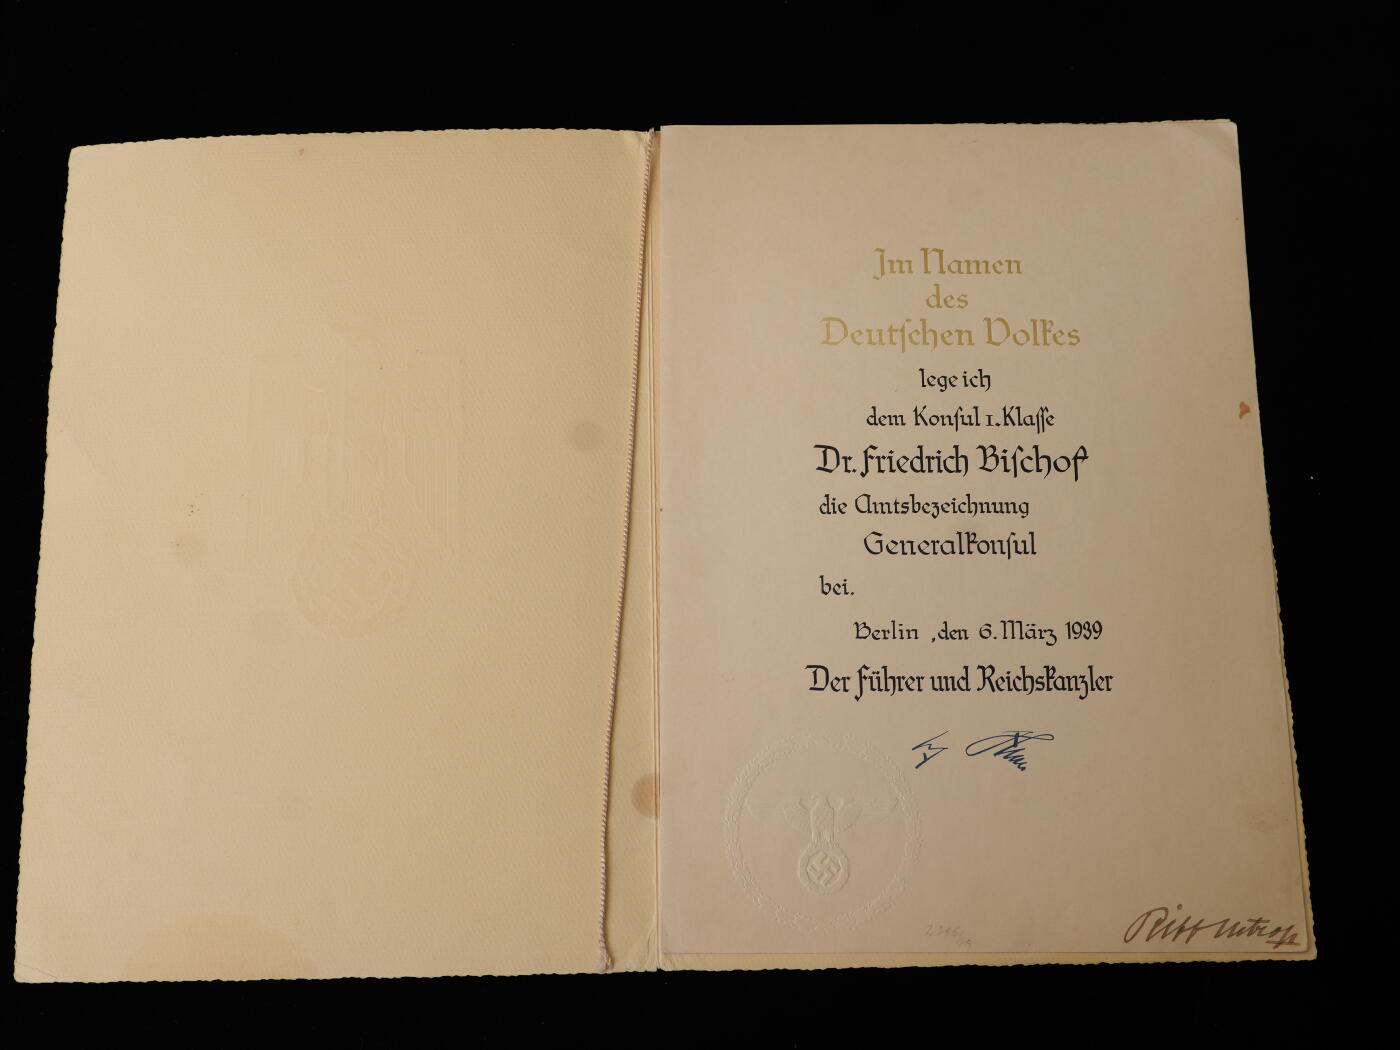 Im Namen
des
Deutſchen Volkes
lege ich
dem Konſul I. Klaſſe
Dr. Friedrich Biſchof
die Amtsbezeichnung
Generalkonſul
bei.
Berlin, den 6. März 1939
Der Führer und Reichskanzler
Ribbentrop